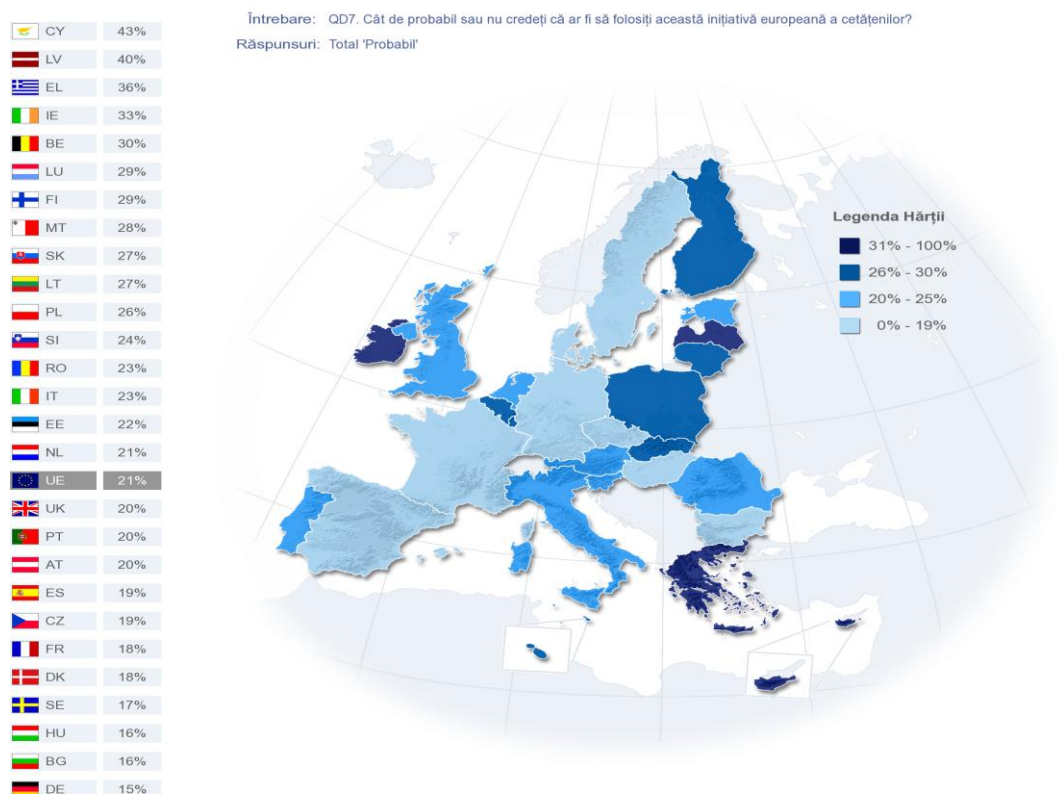 Întrebare: QD7. Cât de probabil sau nu credeți că ar fi să folosiți această inițiativă europeană a cetățenilor?
Răspunsuri: Total 'Probabil'
CY 43%
LV 40%
EL 36%
IE 33%
BE 30%
LU 29%
FI 29%
MT 28%
SK 27%
LT 27%
PL 26%
SI 24%
RO 23%
IT 23%
EE 22%
NL 21%
UE 21%
UK 20%
PT 20%
AT 20%
ES 19%
CZ 19%
FR 18%
DK 18%
SE 17%
HU 16%
BG 16%
DE 15%
Legenda Hărții
31% - 100%
26% - 30%
20% - 25%
0% - 19%